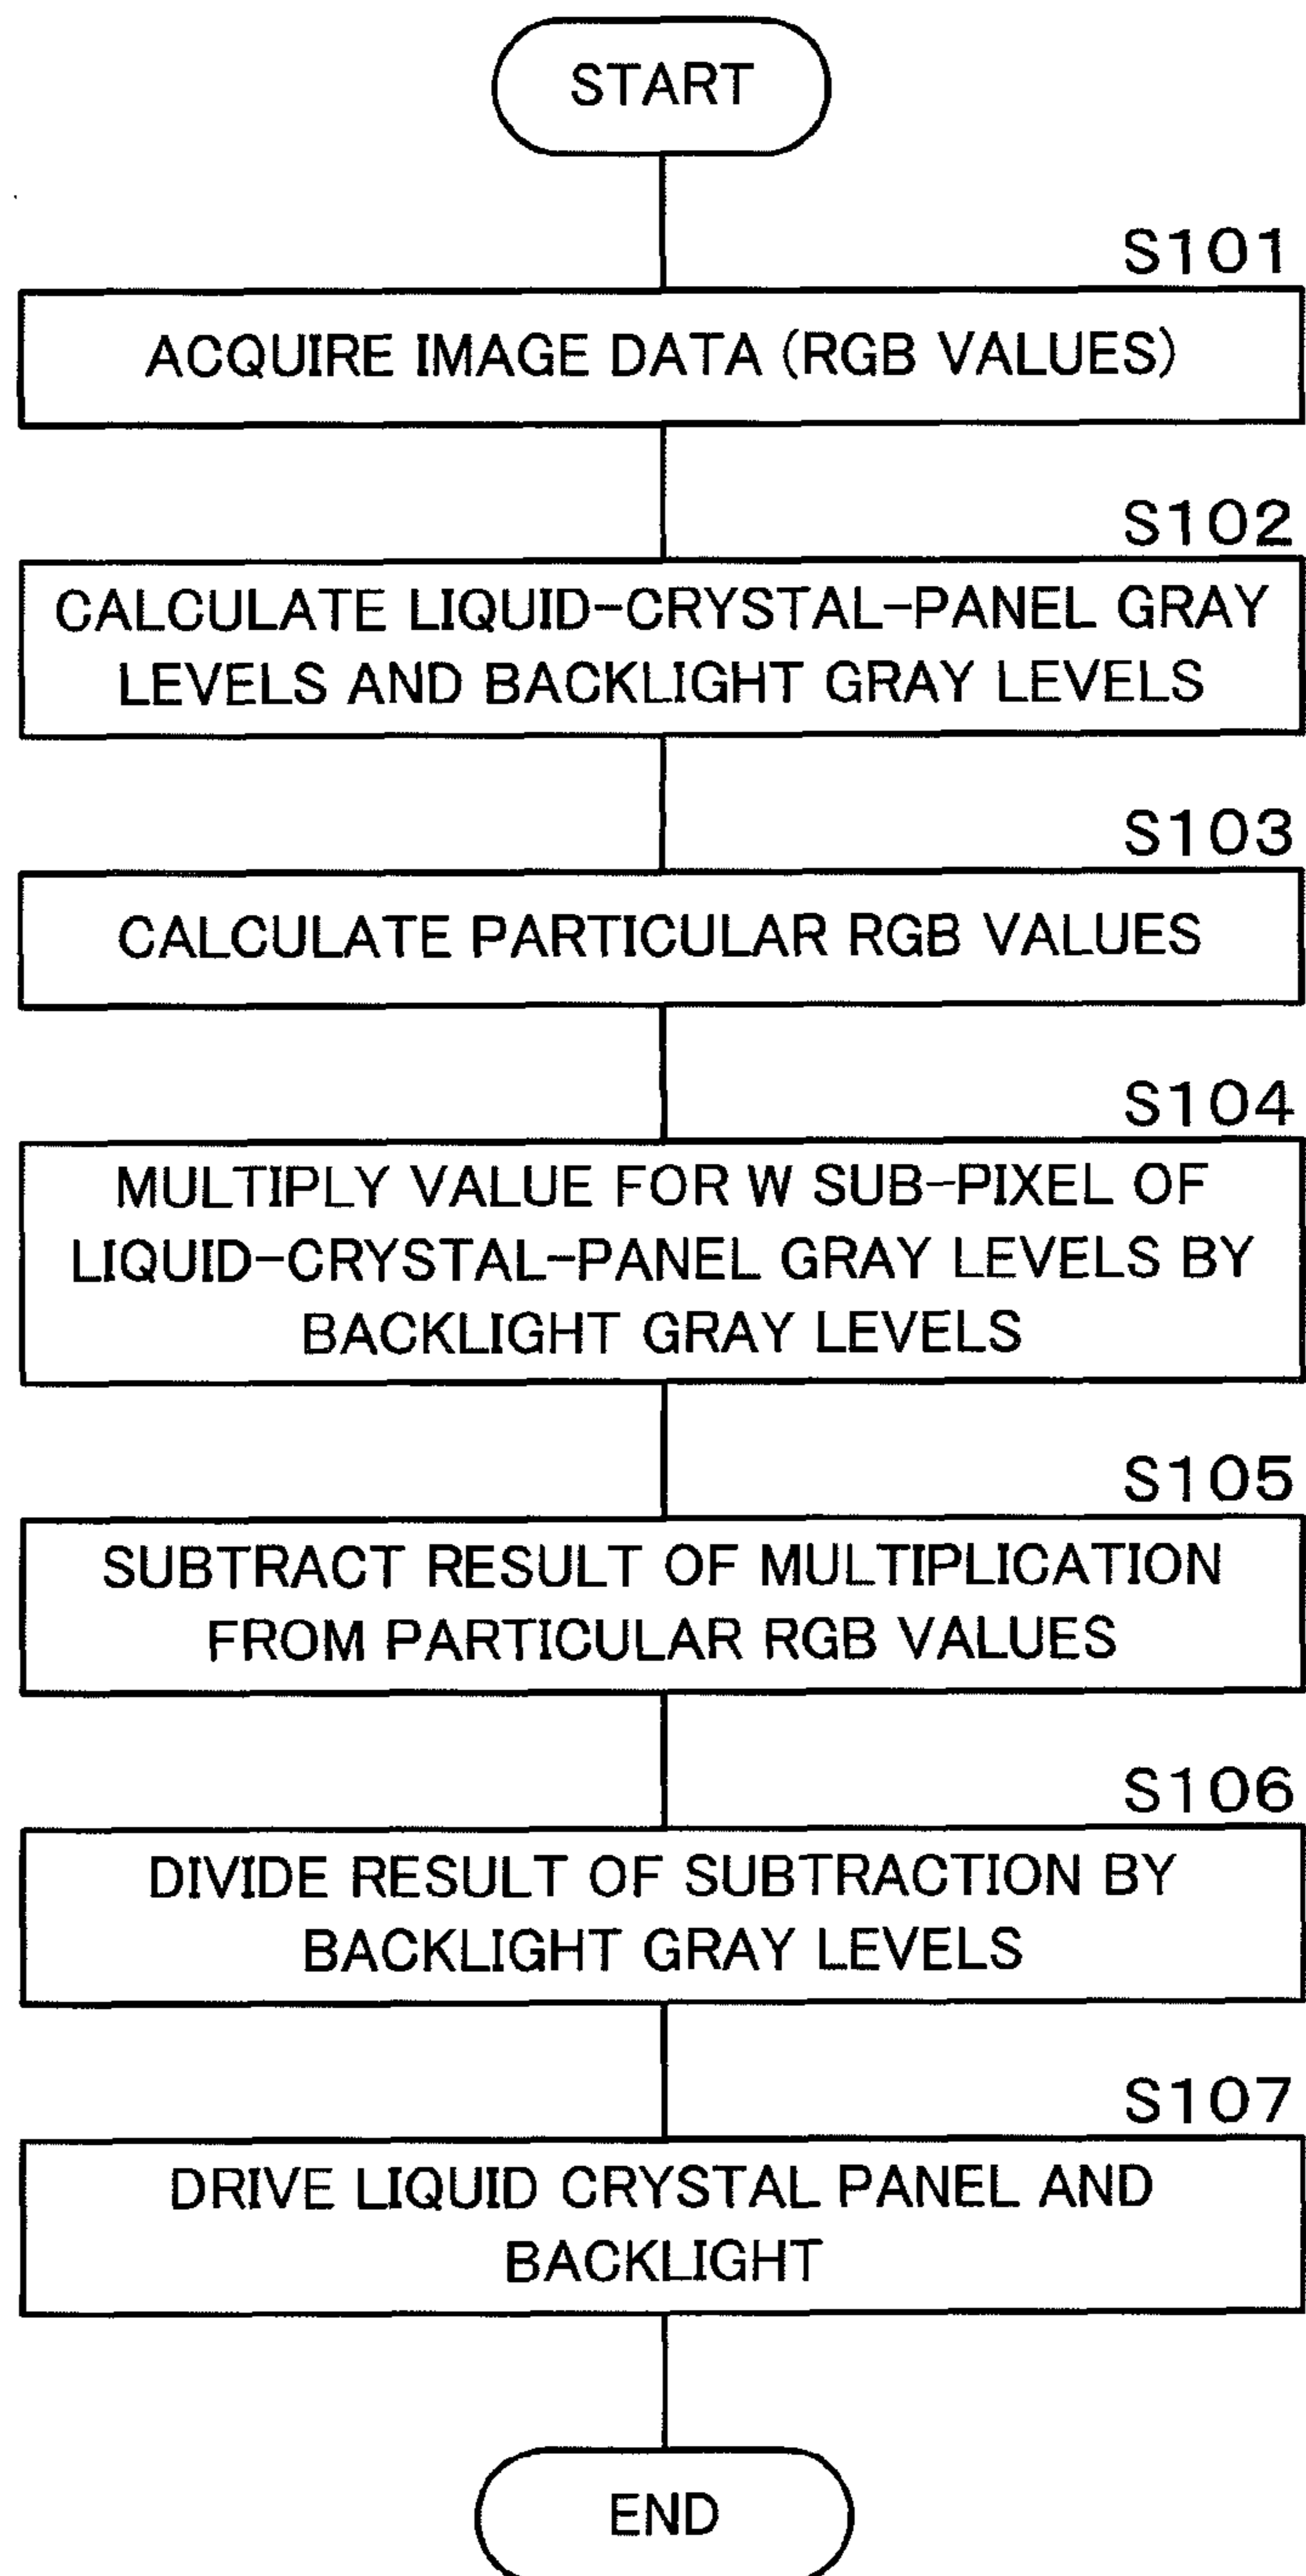 START
S101
ACQUIRE IMAGE DATA (RGB VALUES)
S102
CALCULATE LIQUID-CRYSTAL-PANEL GRAY
LEVELS AND BACKLIGHT GRAY LEVELS
S103
CALCULATE PARTICULAR RGB VALUES
S104
MULTIPLY VALUE FOR W SUB-PIXEL OF
LIQUID-CRYSTAL-PANEL GRAY LEVELS BY
BACKLIGHT GRAY LEVELS
S105
SUBTRACT RESULT OF MULTIPLICATION
FROM PARTICULAR RGB VALUES
S106
DIVIDE RESULT OF SUBTRACTION BY
BACKLIGHT GRAY LEVELS
S107
DRIVE LIQUID CRYSTAL PANEL AND
BACKLIGHT
END